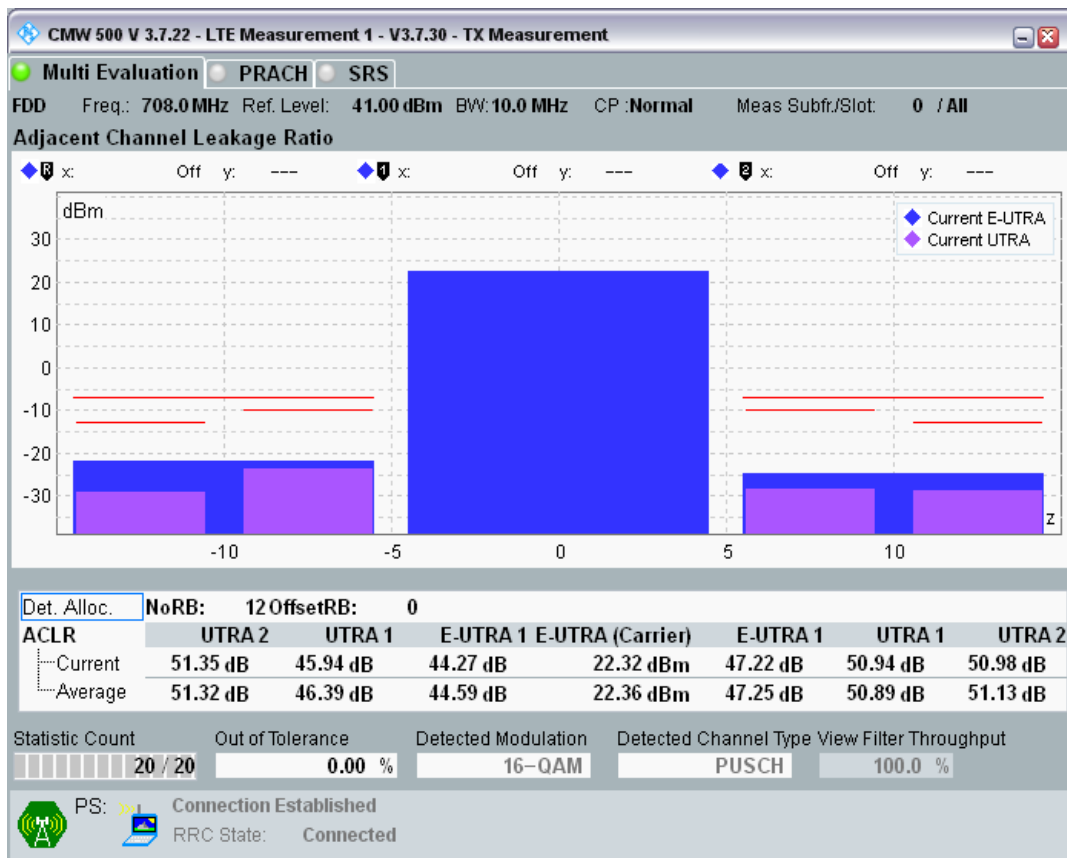 CMW 500 V 3.7.22 - LTE Measurement 1 - V3.7.30 - TX Measurement
Multi Evaluation PRACH SRS
FDD Freq.: 708.0 MHz Ref. Level: 41.00 dBm BW: 10.0 MHz CP :Normal Meas Subfr./Slot: 0 / All
Adjacent Channel Leakage Ratio
R x: Off y: --- 1 x: Off y: --- 2 x: Off y: ---
dBm
Current E-UTRA
Current UTRA
30
20
10
0
-10
-20
-30
z
-10 -5 0 5 10
Det. Alloc. NoRB: 12 OffsetRB: 0
ACLR UTRA 2 UTRA 1 E-UTRA 1 E-UTRA (Carrier) E-UTRA 1 UTRA 1 UTRA 2
Current 51.35 dB 45.94 dB 44.27 dB 22.32 dBm 47.22 dB 50.94 dB 50.98 dB
Average 51.32 dB 46.39 dB 44.59 dB 22.36 dBm 47.25 dB 50.89 dB 51.13 dB
Statistic Count Out of Tolerance Detected Modulation Detected Channel Type View Filter Throughput
20 / 20 0.00 % 16-QAM PUSCH 100.0 %
PS: Connection Established
RRC State: Connected